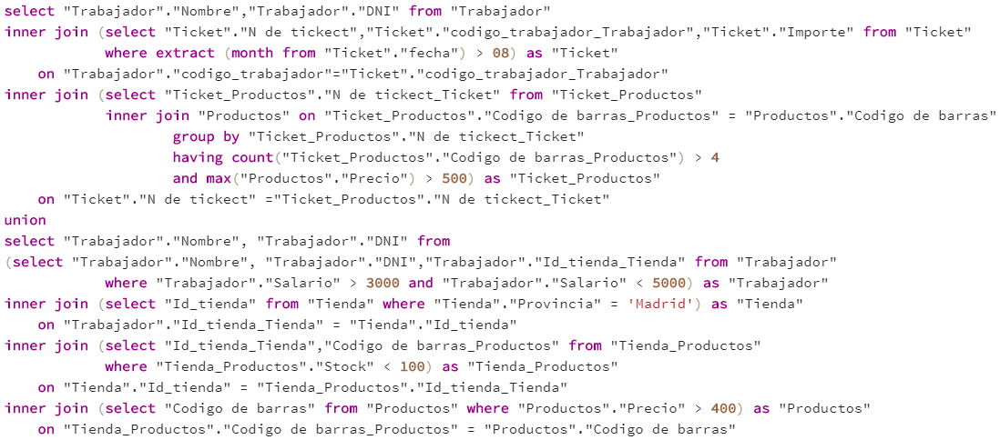 select "Trabajador"."Nombre","Trabajador"."DNI" from "Trabajador"
inner join (select "Ticket"."N de tickect","Ticket"."codigo_trabajador_Trabajador","Ticket"."Importe" from "Ticket"
where extract (month from "Ticket"."fecha") > 08) as "Ticket"
on "Trabajador"."codigo_trabajador"="Ticket"."codigo_trabajador_Trabajador"
inner join (select "Ticket_Productos"."N de tickect_Ticket" from "Ticket_Productos"
inner join "Productos" on "Ticket_Productos"."Codigo de barras_Productos" = "Productos"."Codigo de barras"
group by "Ticket_Productos"."N de tickect_Ticket"
having count("Ticket_Productos"."Codigo de barras_Productos") > 4
and max("Productos"."Precio") > 500) as "Ticket_Productos"
on "Ticket"."N de tickect" ="Ticket_Productos"."N de tickect_Ticket"
union
select "Trabajador"."Nombre", "Trabajador"."DNI" from
(select "Trabajador"."Nombre", "Trabajador"."DNI","Trabajador"."Id_tienda_Tienda" from "Trabajador"
where "Trabajador"."Salario" > 3000 and "Trabajador"."Salario" < 5000) as "Trabajador"
inner join (select "Id_tienda" from "Tienda" where "Tienda"."Provincia" = 'Madrid') as "Tienda"
on "Trabajador"."Id_tienda_Tienda" = "Tienda"."Id_tienda"
inner join (select "Id_tienda_Tienda","Codigo de barras_Productos" from "Tienda_Productos"
where "Tienda_Productos"."Stock" < 100) as "Tienda_Productos"
on "Tienda"."Id_tienda" = "Tienda_Productos"."Id_tienda_Tienda"
inner join (select "Codigo de barras" from "Productos" where "Productos"."Precio" > 400) as "Productos"
on "Tienda_Productos"."Codigo de barras_Productos" = "Productos"."Codigo de barras"